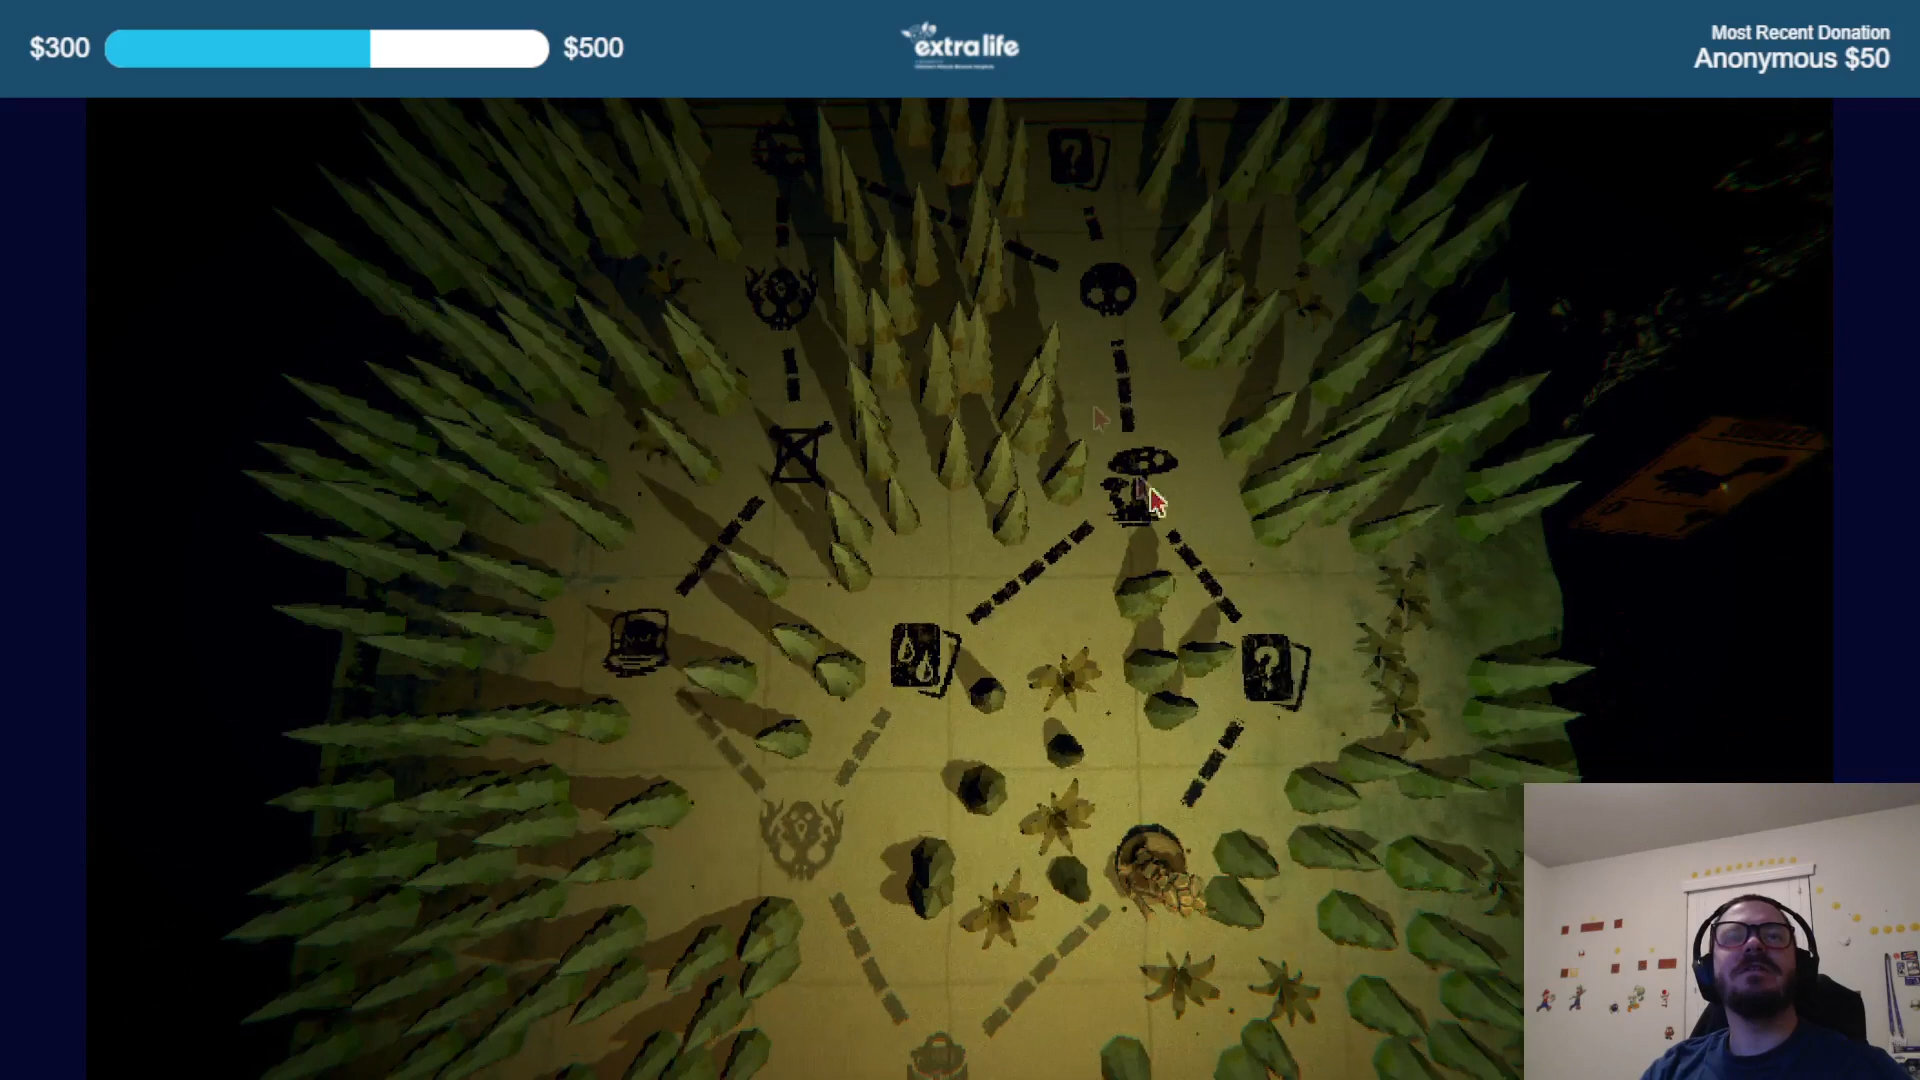 $300
$500
extra life
Most Recent Donation
Anonymous $50
?
?